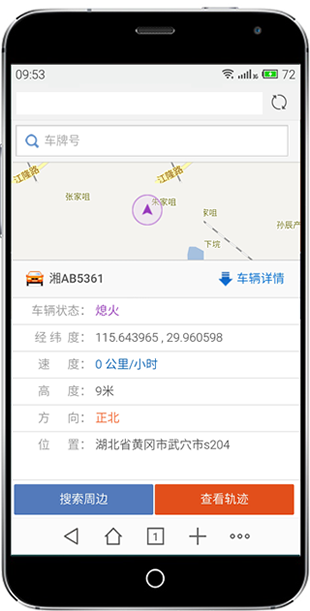 09:53
72
车牌号
江隆路
江隆路
张家咀
朱家咀
家咀
孙辰产
下垸
湘AB5361
车辆详情
车辆状态： 熄火
经 纬 度： 115.643965 , 29.960598
速 度： 0 公里/小时
高 度： 9米
方 向： 正北
位 置： 湖北省黄冈市武穴市s204
搜索周边
查看轨迹
1